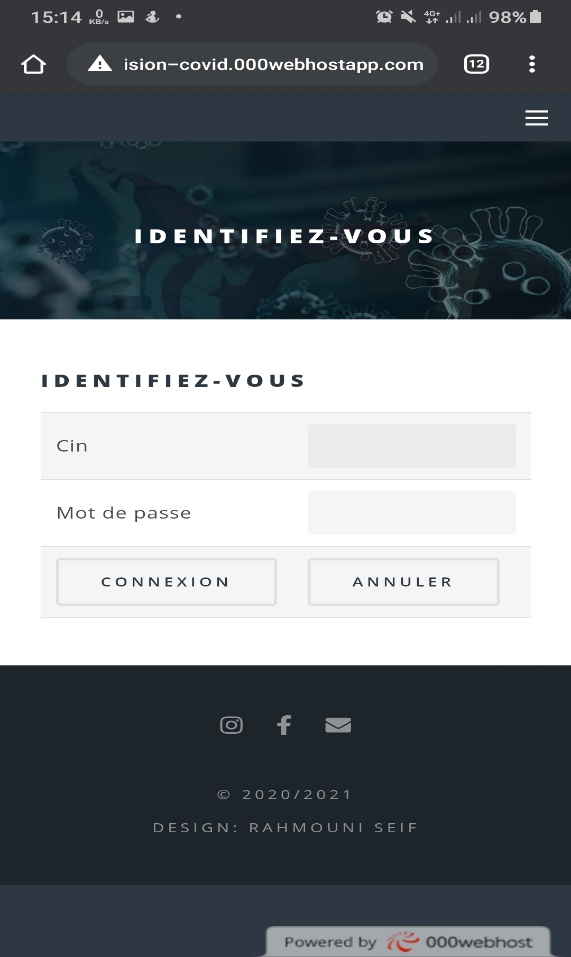 15:14 0 KB/s 4G+ 98%
ision-covid.000webhostapp.com 12
IDENTIFIEZ-VOUS
IDENTIFIEZ-VOUS
Cin
Mot de passe
CONNEXION ANNULER
© 2020/2021
DESIGN: RAHMOUNI SEIF
Powered by 000webhost